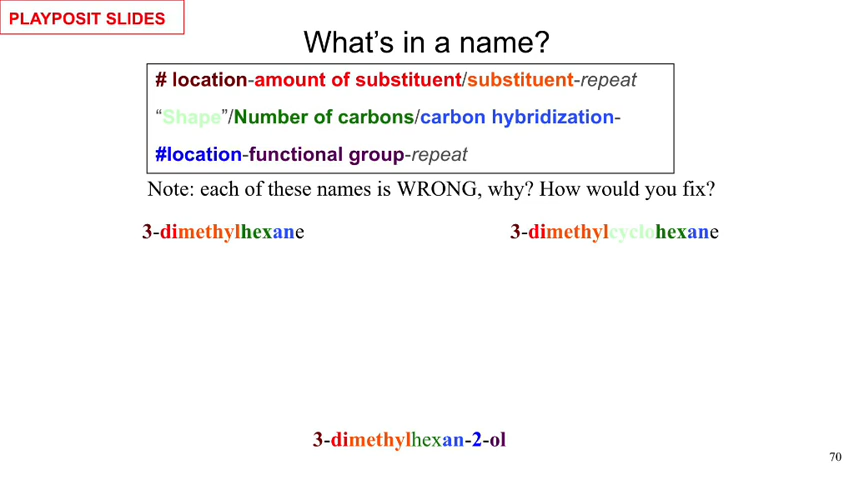 PLAYPOSIT SLIDES
What’s in a name?
# location-amount of substituent/substituent-repeat
“Shape”/Number of carbons/carbon hybridization-
#location-functional group-repeat
Note: each of these names is WRONG, why? How would you fix?
3-dimethylhexane
3-dimethylcyclohexane
3-dimethylhexan-2-ol
70